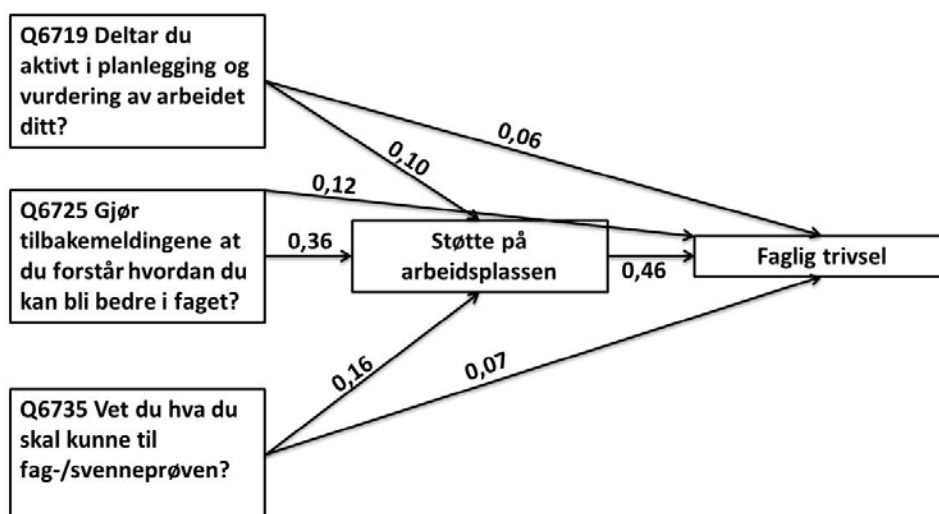 Q6719 Deltar du
aktivt i planlegging og
vurdering av arbeidet
ditt?
0,06
0,10
0,12
Q6725 Gjør
tilbakemeldingene at
du forstår hvordan du
kan bli bedre i faget?
0,36
Støtte på
arbeidsplassen
0,46
Faglig trivsel
0,16
0,07
Q6735 Vet du hva du
skal kunne til
fag-/svenneprøven?